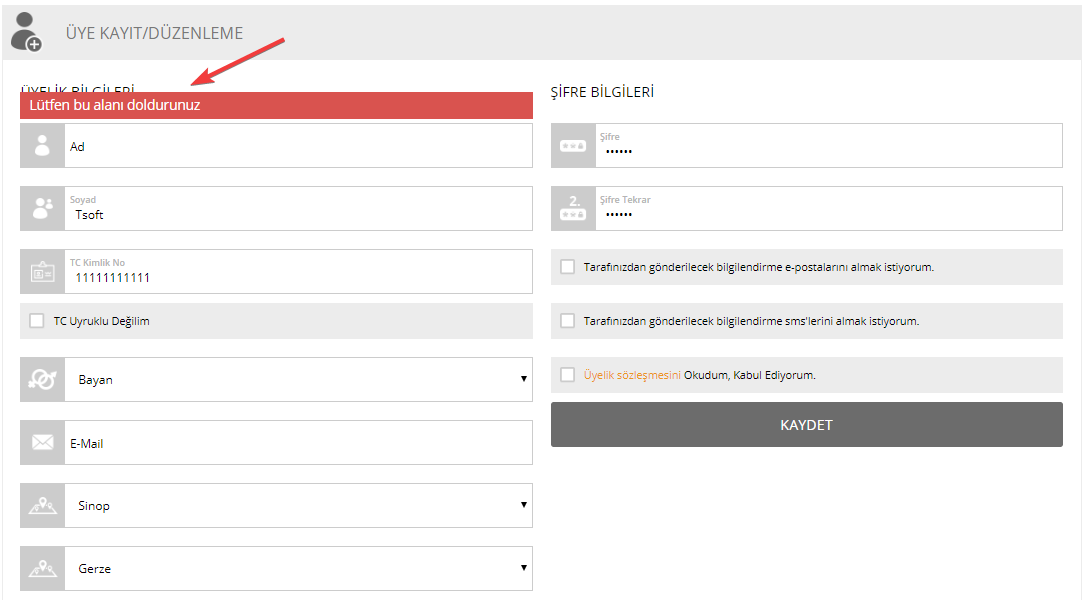 ÜYE KAYIT/DÜZENLEME
ÜYELİK BİLGİLERİ
Lütfen bu alanı doldurunuz
Ad
Soyad
Tsoft
TC Kimlik No
11111111111
TC Uyruklu Değilim
Bayan
E-Mail
Sinop
Gerze
ŞİFRE BİLGİLERİ
Şifre
••••••
2.
Şifre Tekrar
••••••
Tarafınızdan gönderilecek bilgilendirme e-postalarını almak istiyorum.
Tarafınızdan gönderilecek bilgilendirme sms'lerini almak istiyorum.
Üyelik sözleşmesini Okudum, Kabul Ediyorum.
KAYDET